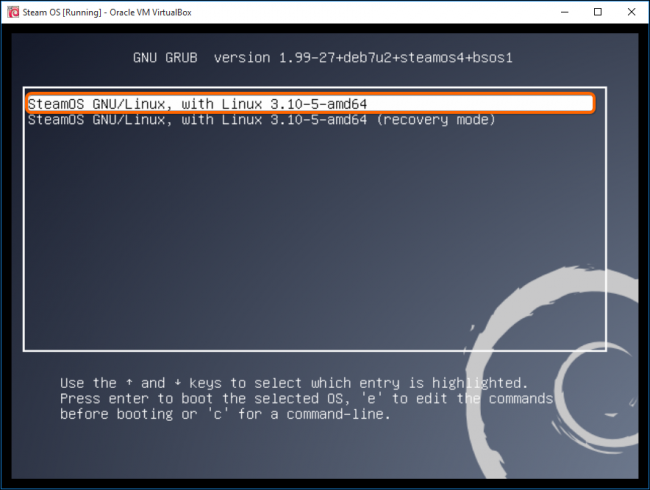 Steam OS [Running] - Oracle VM VirtualBox
GNU GRUB  version 1.99-27+deb7u2+steamos4+bsos1
SteamOS GNU/Linux, with Linux 3.10-5-amd64
SteamOS GNU/Linux, with Linux 3.10-5-amd64 (recovery mode)
Use the ↑ and ↓ keys to select which entry is highlighted.
Press enter to boot the selected OS, 'e' to edit the commands
before booting or 'c' for a command-line.